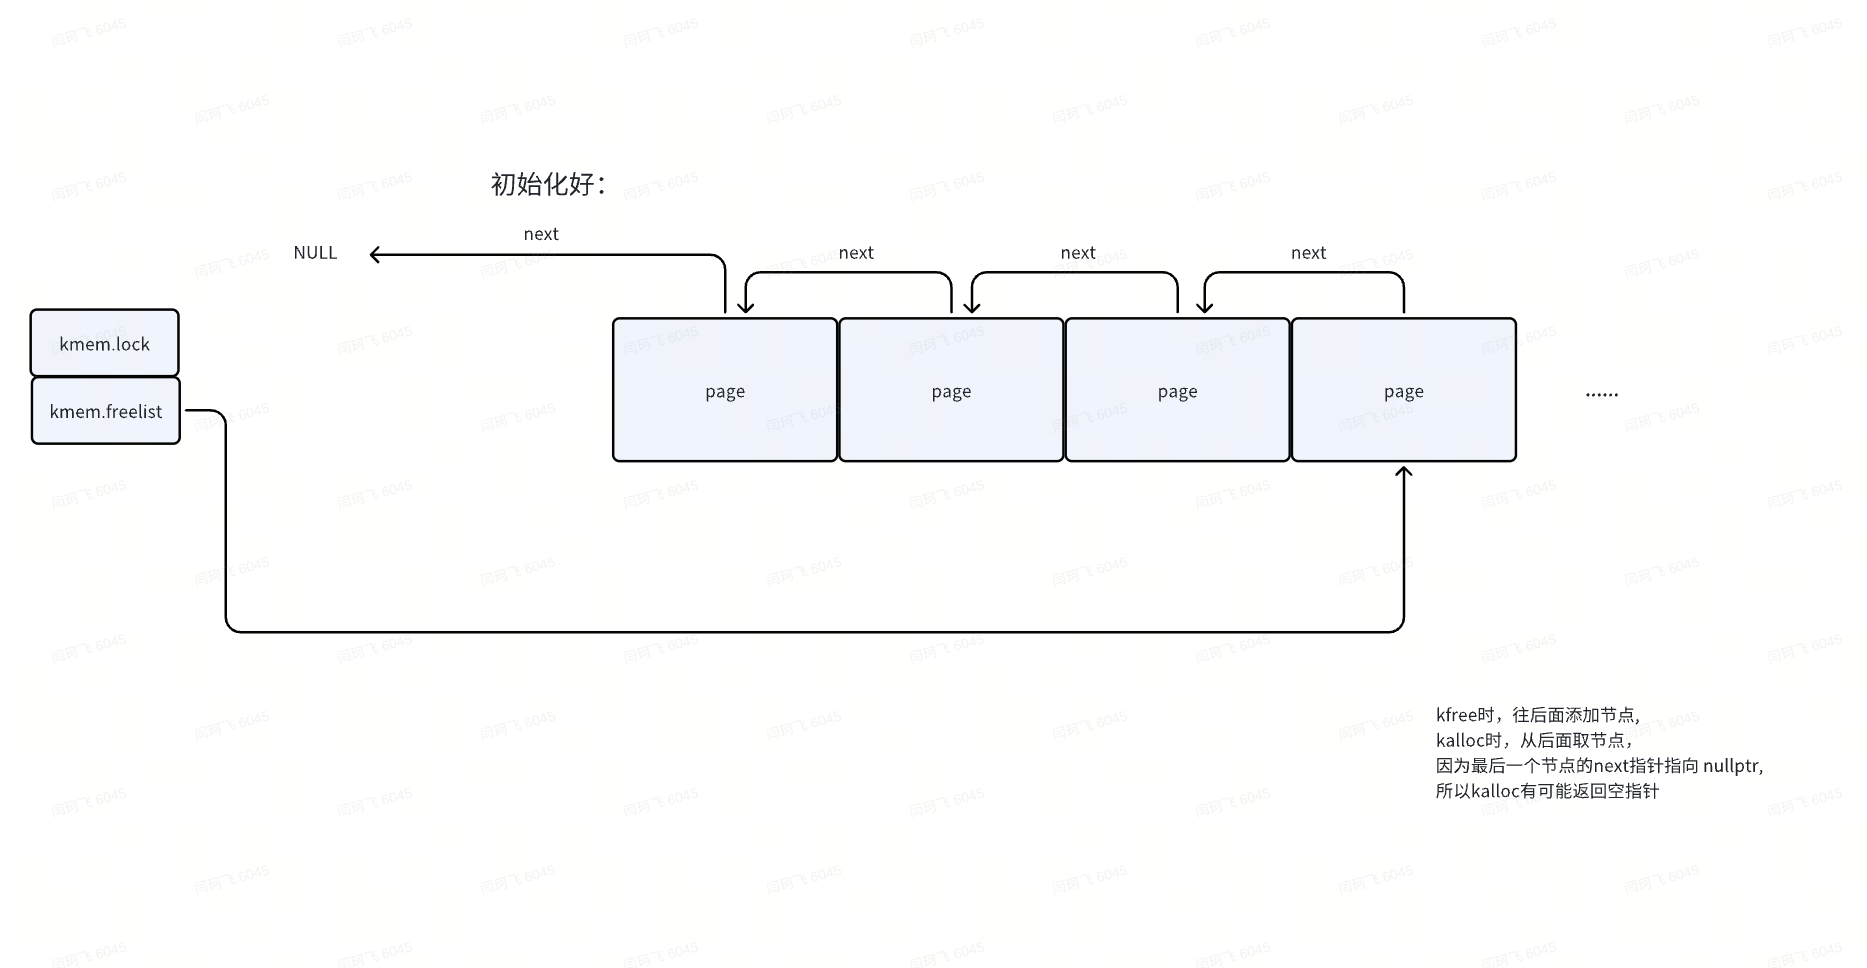 初始化好：
next
NULL
next
next
next
kmem.lock
kmem.freelist
page
page
page
page
......
kfree时，往后面添加节点,
kalloc时，从后面取节点，
因为最后一个节点的next指针指向 nullptr,
所以kalloc有可能返回空指针
闫珂飞 6045